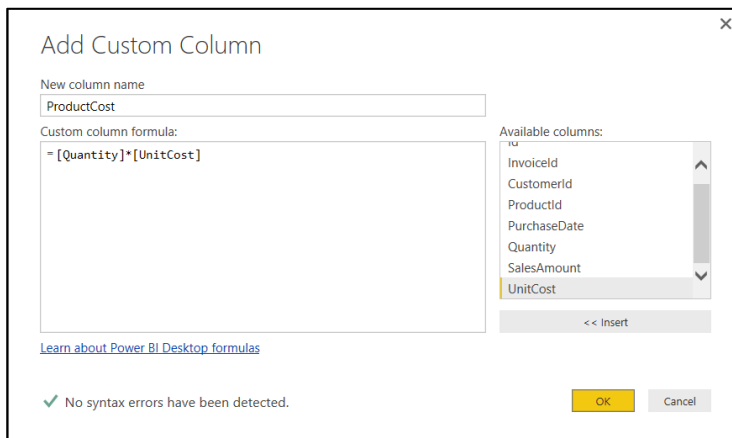 Add Custom Column
New column name
ProductCost
Custom column formula:
=[Quantity]*[UnitCost]
Available columns:
Id
InvoiceId
CustomerId
ProductId
PurchaseDate
Quantity
SalesAmount
UnitCost
<< Insert
Learn about Power BI Desktop formulas
No syntax errors have been detected.
OK
Cancel